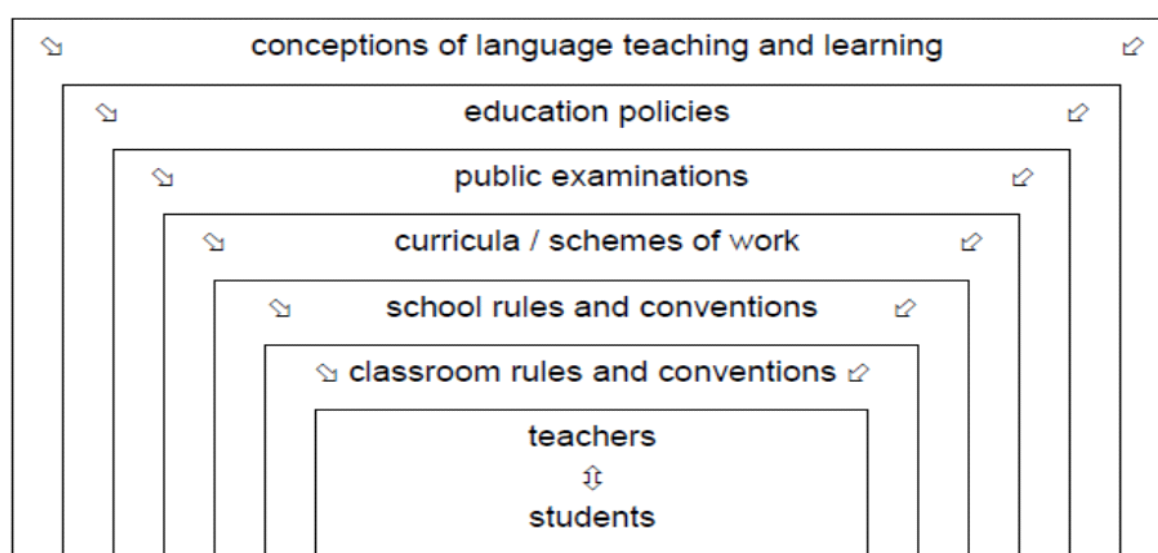 conceptions of language teaching and learning
education policies
public examinations
curricula / schemes of work
school rules and conventions
classroom rules and conventions
teachers
students